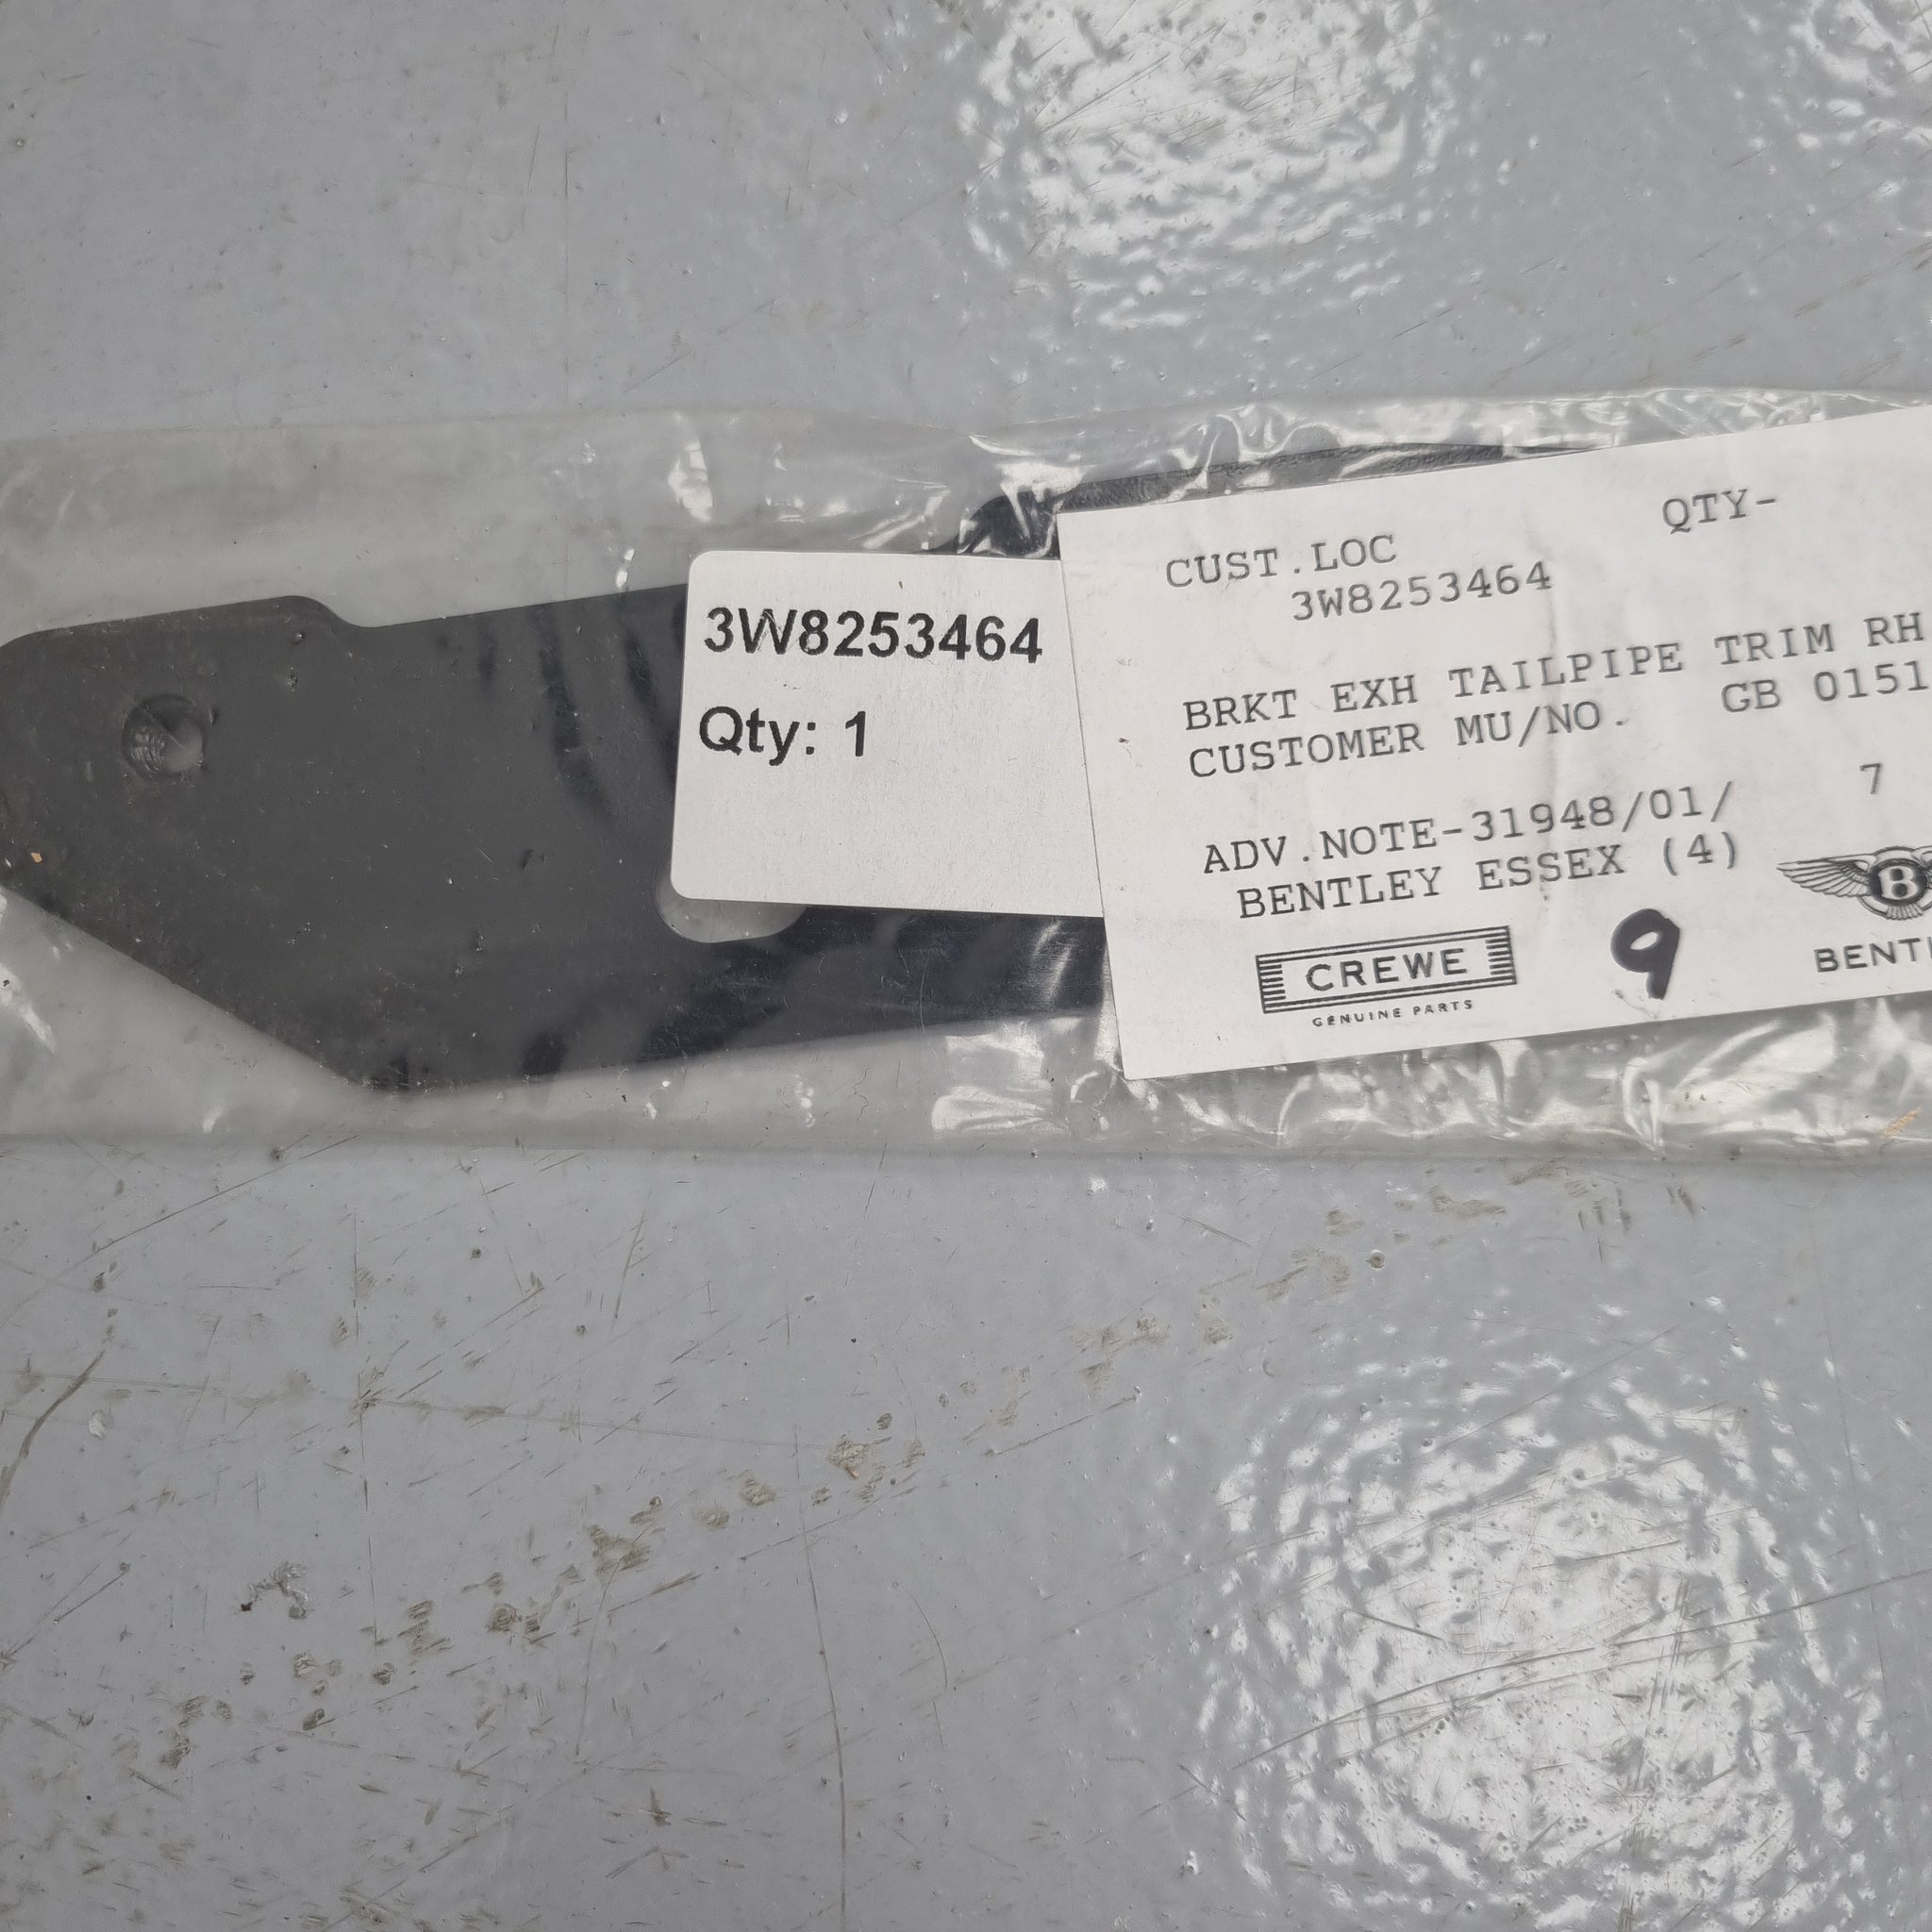 3W8253464
Qty: 1
QTY-
CUST.LOC
3W8253464
BRKT EXH TAILPIPE TRIM RH
CUSTOMER MU/NO. GB 0151
7
ADV.NOTE-31948/01/
BENTLEY ESSEX (4)
B
CREWE
GENUINE PARTS
9